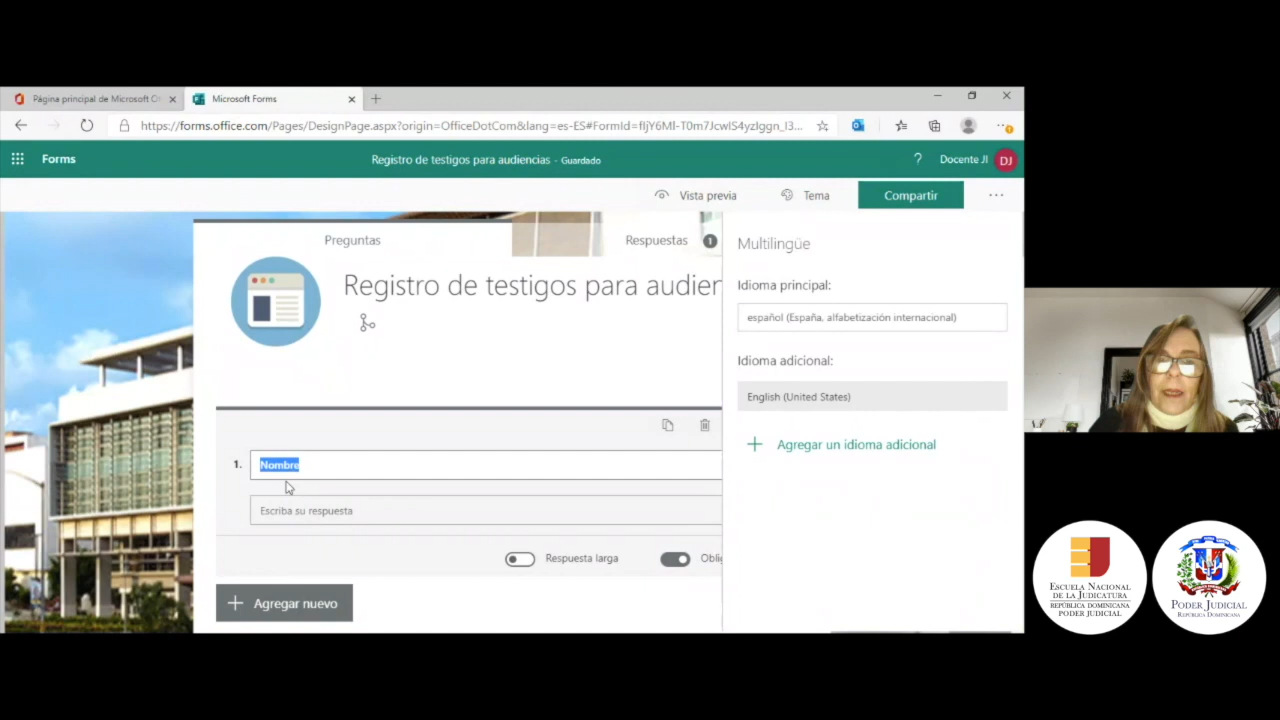 Página principal de Microsoft O
Microsoft Forms
https://forms.office.com/Pages/DesignPage.aspx?origin=OfficeDotCom&lang=es-ES#FormId=fIjY6MI-T0m7JcwIS4yzIggn_I3...
Forms
Registro de testigos para audiencias - Guardado
?
Docente JI
DJ
Vista previa
Tema
Compartir
...
Preguntas
Respuestas
1
Multilingüe
Registro de testigos para audien
Idioma principal:
español (España, alfabetización internacional)
Idioma adicional:
English (United States)
Agregar un idioma adicional
1.
Nombre
Escriba su respuesta
Respuesta larga
Oblig
Agregar nuevo
ESCUELA NACIONAL
DE LA JUDICATURA
REPÚBLICA DOMINICANA
PODER JUDICIAL
PODER JUDICIAL
REPÚBLICA DOMINICANA